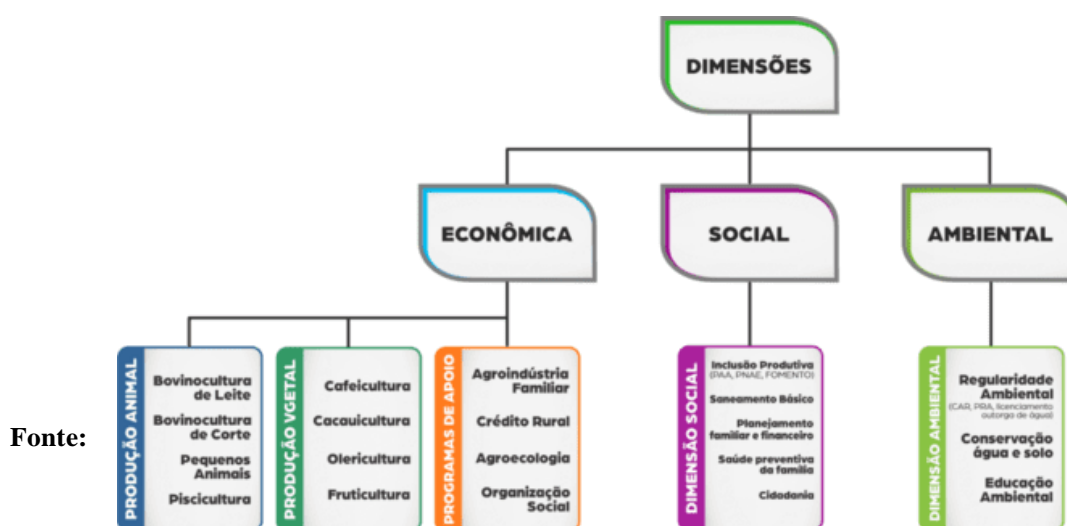 DIMENSÕES
ECONÔMICA
SOCIAL
AMBIENTAL
Fonte:
PRODUÇÃO ANIMAL
Bovinocultura
de Leite
Bovinocultura
de Corte
Pequenos
Animais
Piscicultura
PRODUÇÃO VGETAL
Cafeicultura
Cacauicultura
Olericultura
Fruticultura
PROGRAMAS DE APOIO
Agroindústria
Familiar
Crédito Rural
Agroecologia
Organização
Social
DIMENSÃO SOCIAL
Inclusão Produtiva
(PAA, PNAE, FOMENTO)
Saneamento Básico
Planejamento
familiar e financeiro
Saúde preventiva
da família
Cidadania
DIMENSÃO AMBIENTAL
Regularidade
Ambiental
(CAR, PRA, licenciamento
outorga de água)
Conservação
água e solo
Educação
Ambiental